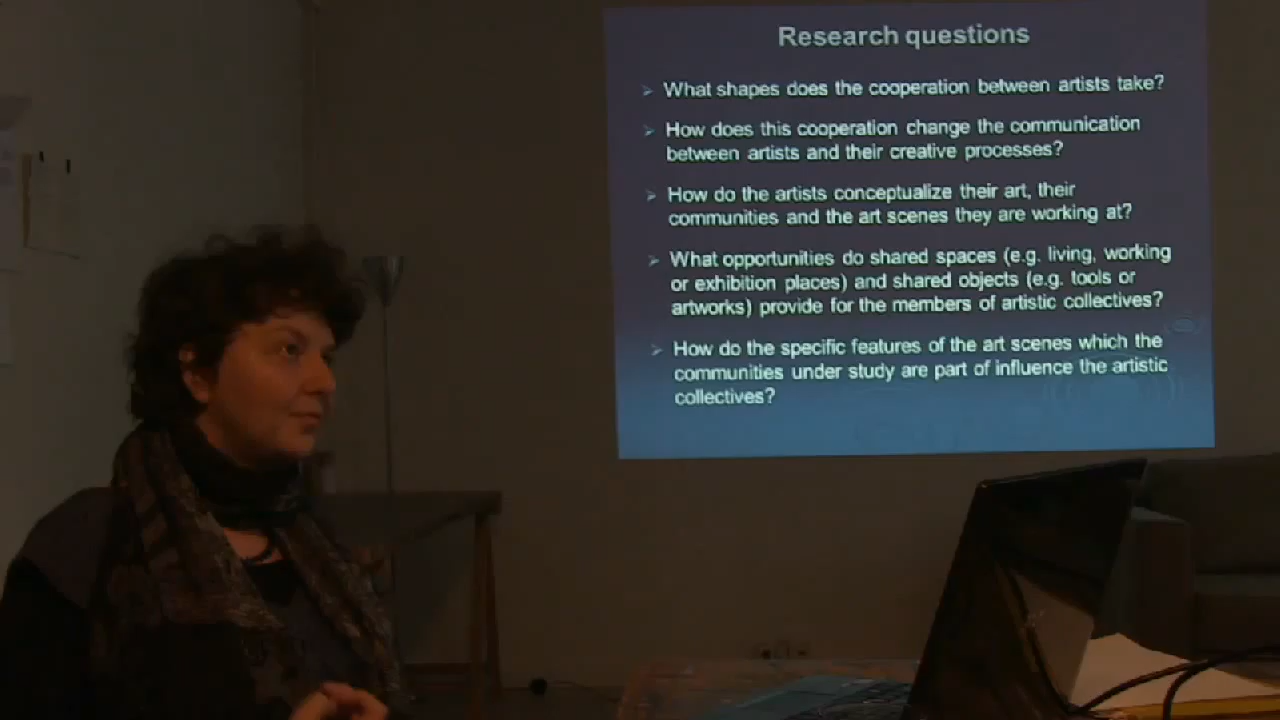 Research questions
What shapes does the cooperation between artists take?
How does this cooperation change the communication
between artists and their creative processes?
How do the artists conceptualize their art, their
communities and the art scenes they are working at?
What opportunities do shared spaces (e.g. living, working
or exhibition places) and shared objects (e.g. tools or
artworks) provide for the members of artistic collectives?
How do the specific features of the art scenes which the
communities under study are part of influence the artistic
collectives?